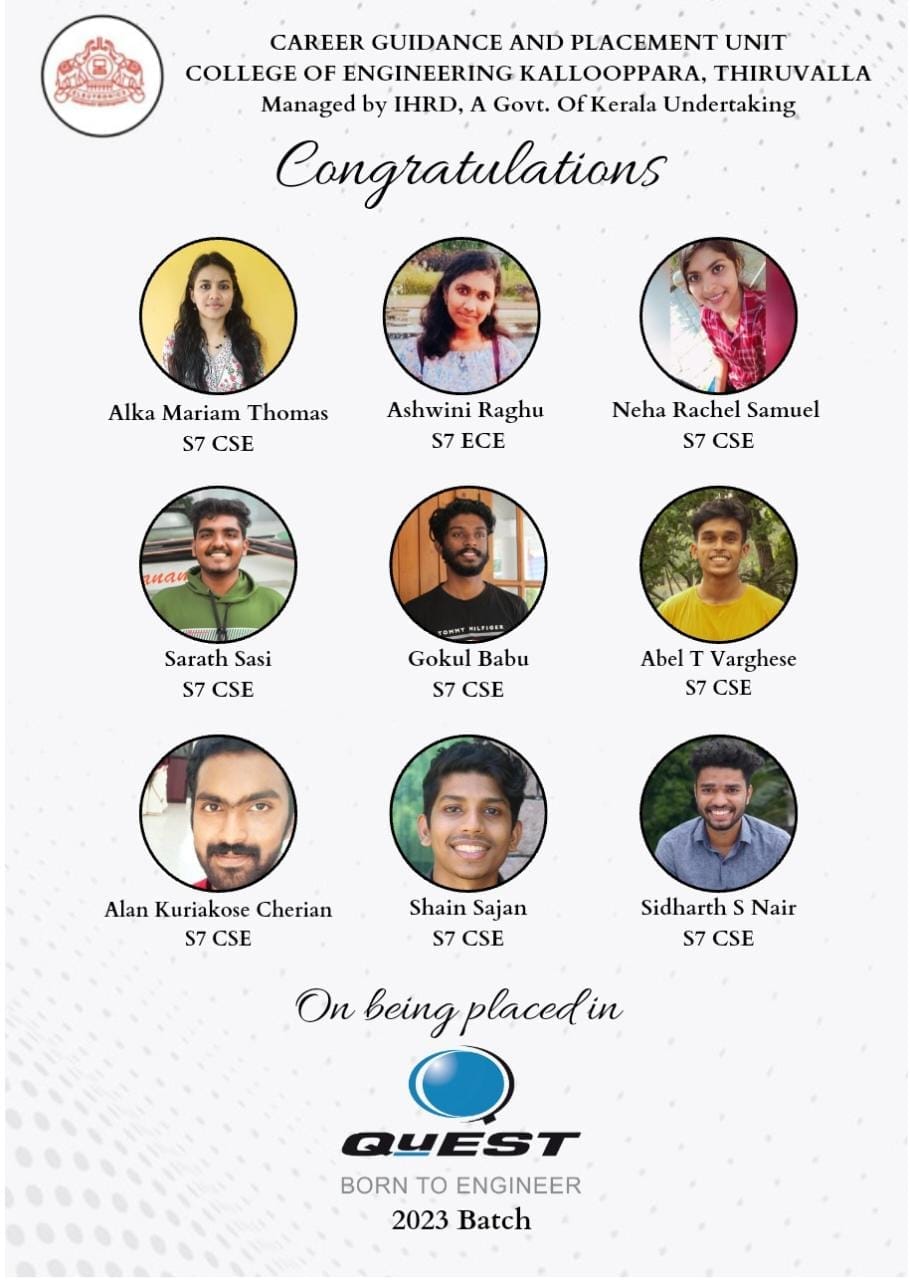 CAREER GUIDANCE AND PLACEMENT UNIT
COLLEGE OF ENGINEERING KALLOOPPARA, THIRUVALLA
Managed by IHRD, A Govt. Of Kerala Undertaking
Congratulations
Alka Mariam Thomas
S7 CSE
Ashwini Raghu
S7 ECE
Neha Rachel Samuel
S7 CSE
Sarath Sasi
S7 CSE
TOMMY HILFIGER
Gokul Babu
S7 CSE
Abel T Varghese
S7 CSE
Alan Kuriakose Cherian
S7 CSE
Shain Sajan
S7 CSE
Sidharth S Nair
S7 CSE
On being placed in
QuEST
BORN TO ENGINEER
2023 Batch